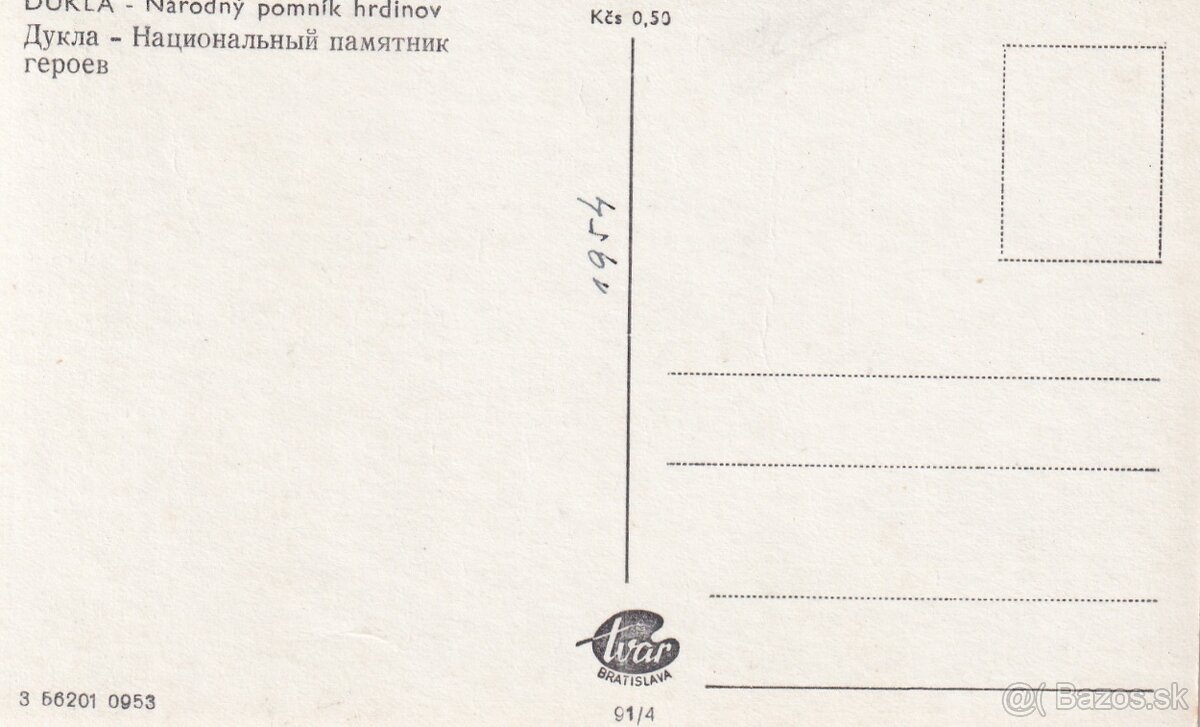 DUKLA - Národný pomník hrdinov
Дукла - Национальный памятник
героев
Kčs 0,50
1954
tvar
BRATISLAVA
3 56201 0953
91/4
@( Bazos.sk